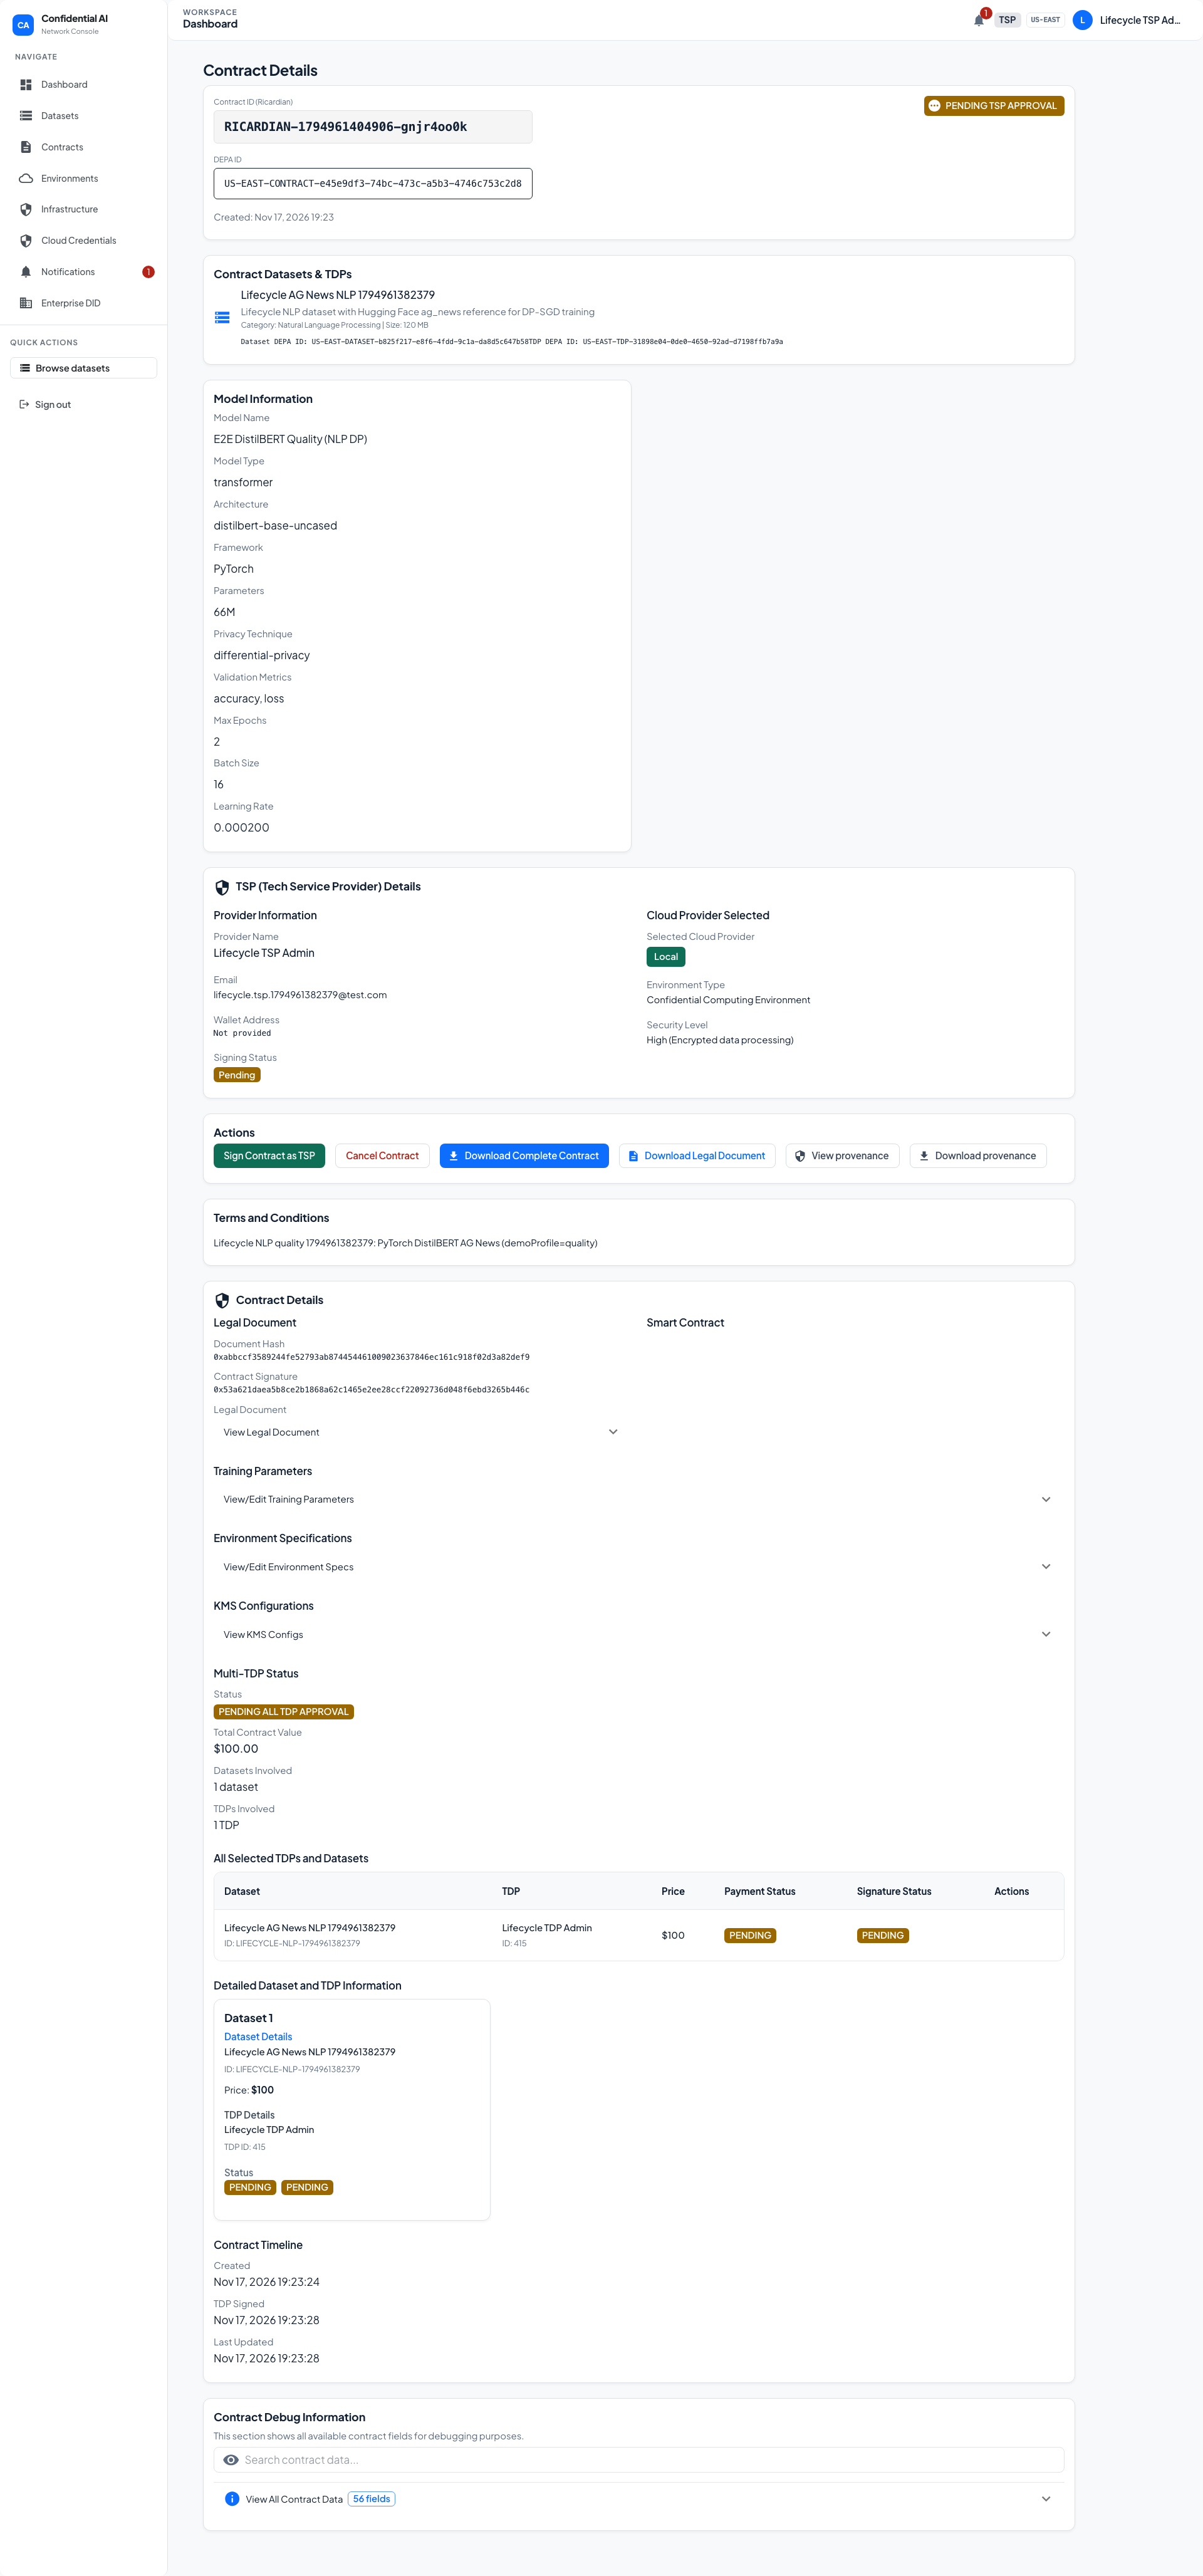 CA
Confidential AI
Network Console
NAVIGATE
Dashboard
Datasets
Contracts
Environments
Infrastructure
Cloud Credentials
Notifications
1
Enterprise DID
QUICK ACTIONS
Browse datasets
Sign out
WORKSPACE
Dashboard
1
TSP
US-EAST
L
Lifecycle TSP Ad...
Contract Details
Contract ID (Ricardian)
RICARDIAN-1794961404906-gnjr4oo0k
PENDING TSP APPROVAL
DEPA ID
US-EAST-CONTRACT-e45e9df3-74bc-473c-a5b3-4746c753c2d8
Created: Nov 17, 2026 19:23
Contract Datasets & TDPs
Lifecycle AG News NLP 1794961382379
Lifecycle NLP dataset with Hugging Face ag_news reference for DP-SGD training
Category: Natural Language Processing | Size: 120 MB
Dataset DEPA ID: US-EAST-DATASET-b825f217-e8f6-4fdd-9c1a-da8d5c647b58TDP DEPA ID: US-EAST-TDP-31898e04-0de0-4650-92ad-d7198ffb7a9a
Model Information
Model Name
E2E DistilBERT Quality (NLP DP)
Model Type
transformer
Architecture
distilbert-base-uncased
Framework
PyTorch
Parameters
66M
Privacy Technique
differential-privacy
Validation Metrics
accuracy, loss
Max Epochs
2
Batch Size
16
Learning Rate
0.000200
TSP (Tech Service Provider) Details
Provider Information
Provider Name
Lifecycle TSP Admin
Email
lifecycle.tsp.1794961382379@test.com
Wallet Address
Not provided
Signing Status
Pending
Cloud Provider Selected
Selected Cloud Provider
Local
Environment Type
Confidential Computing Environment
Security Level
High (Encrypted data processing)
Actions
Sign Contract as TSP
Cancel Contract
Download Complete Contract
Download Legal Document
View provenance
Download provenance
Terms and Conditions
Lifecycle NLP quality 1794961382379: PyTorch DistilBERT AG News (demoProfile=quality)
Contract Details
Legal Document
Smart Contract
Document Hash
0xabbccf3589244fe52793ab874454461009023637846ec161c918f02d3a82def9
Contract Signature
0x53a621daea5b8ce2b1868a62c1465e2ee28ccf22092736d048f6ebd3265b446c
Legal Document
View Legal Document
Training Parameters
View/Edit Training Parameters
Environment Specifications
View/Edit Environment Specs
KMS Configurations
View KMS Configs
Multi-TDP Status
Status
PENDING ALL TDP APPROVAL
Total Contract Value
$100.00
Datasets Involved
1 dataset
TDPs Involved
1 TDP
All Selected TDPs and Datasets
Dataset TDP Price Payment Status Signature Status Actions
Lifecycle AG News NLP 1794961382379 Lifecycle TDP Admin $100 PENDING PENDING
ID: LIFECYCLE-NLP-1794961382379 ID: 415
Detailed Dataset and TDP Information
Dataset 1
Dataset Details
Lifecycle AG News NLP 1794961382379
ID: LIFECYCLE-NLP-1794961382379
Price: $100
TDP Details
Lifecycle TDP Admin
TDP ID: 415
Status
PENDING PENDING
Contract Timeline
Created
Nov 17, 2026 19:23:24
TDP Signed
Nov 17, 2026 19:23:28
Last Updated
Nov 17, 2026 19:23:28
Contract Debug Information
This section shows all available contract fields for debugging purposes.
Search contract data...
View All Contract Data 56 fields